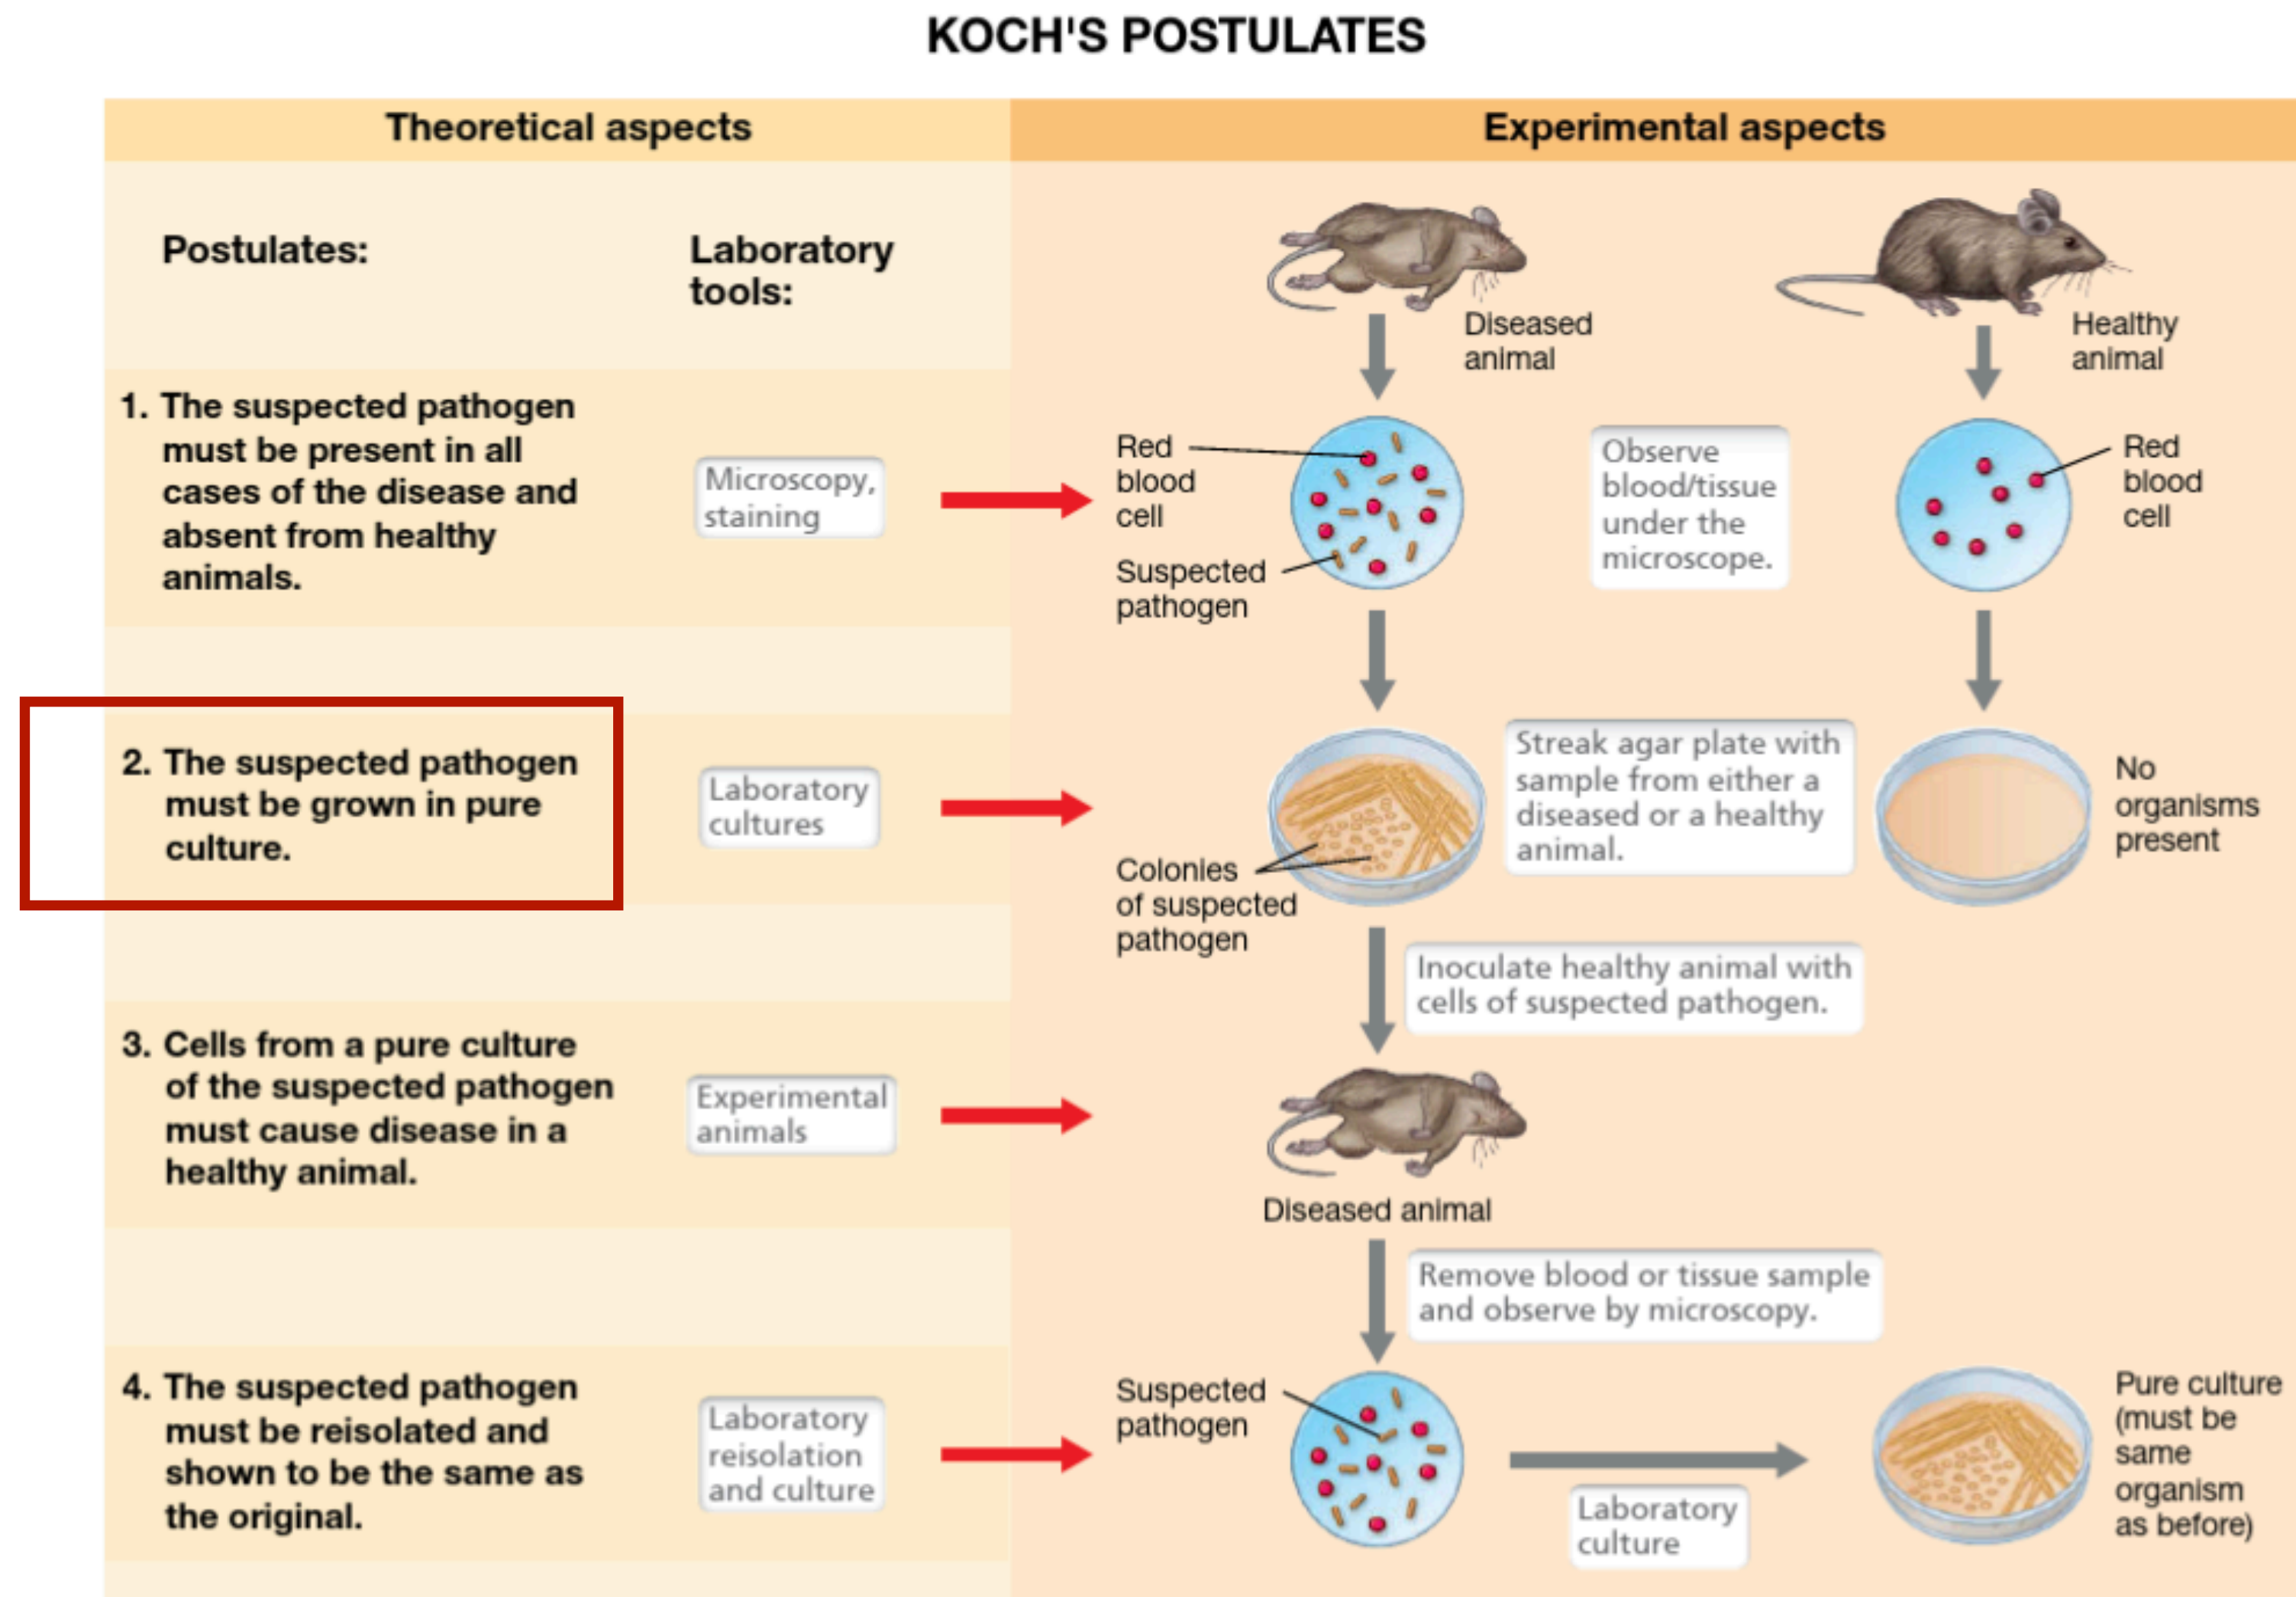 KOCH'S POSTULATES
Theoretical aspects
Experimental aspects
Postulates:
Laboratory
tools:
Diseased
animal
Healthy
animal
1. The suspected pathogen
must be present in all
cases of the disease and
absent from healthy
animals.
Microscopy,
staining
Red
blood
cell
Suspected
pathogen
Observe
blood/tissue
under the
microscope.
Red
blood
cell
2. The suspected pathogen
must be grown in pure
culture.
Laboratory
cultures
Colonies
of suspected
pathogen
Streak agar plate with
sample from either a
diseased or a healthy
animal.
No
organisms
present
Inoculate healthy animal with
cells of suspected pathogen.
3. Cells from a pure culture
of the suspected pathogen
must cause disease in a
healthy animal.
Experimental
animals
Diseased animal
Remove blood or tissue sample
and observe by microscopy.
4. The suspected pathogen
must be reisolated and
shown to be the same as
the original.
Laboratory
reisolation
and culture
Suspected
pathogen
Laboratory
culture
Pure culture
(must be
same
organism
as before)